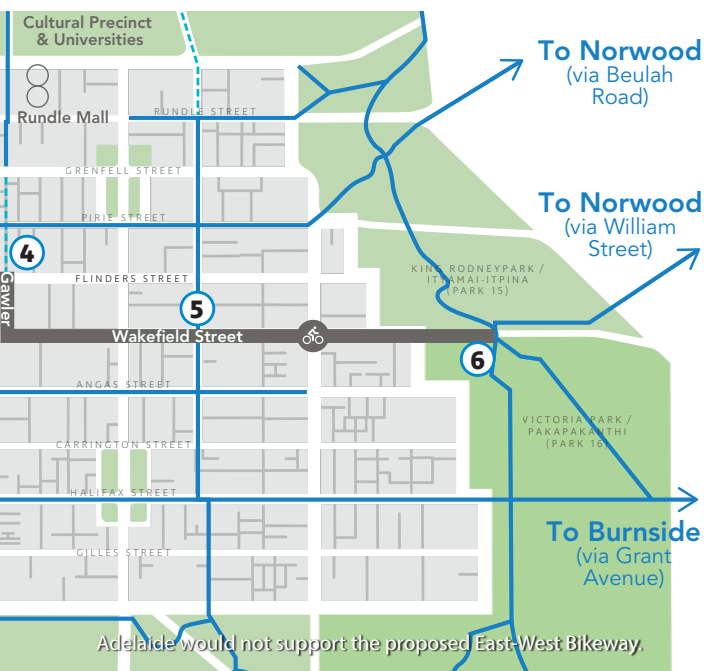 Cultural Precinct
& Universities
To Norwood
(via Beulah
Road)
Rundle Mall
RUNDLE STREET
GRENFELL STREET
PIRIE STREET
To Norwood
(via William
Street)
4
FLINDERS STREET
KING RODNEYPARK /
ITYAMAI-ITPINA
(PARK 15)
Gawler
5
Wakefield Street
6
ANGAS STREET
VICTORIA PARK /
PAKAPAKANTHI
(PARK 16)
CARRINGTON STREET
HALIFAX STREET
To Burnside
(via Grant
Avenue)
GILLES STREET
Adelaide would not support the proposed East-West Bikeway.